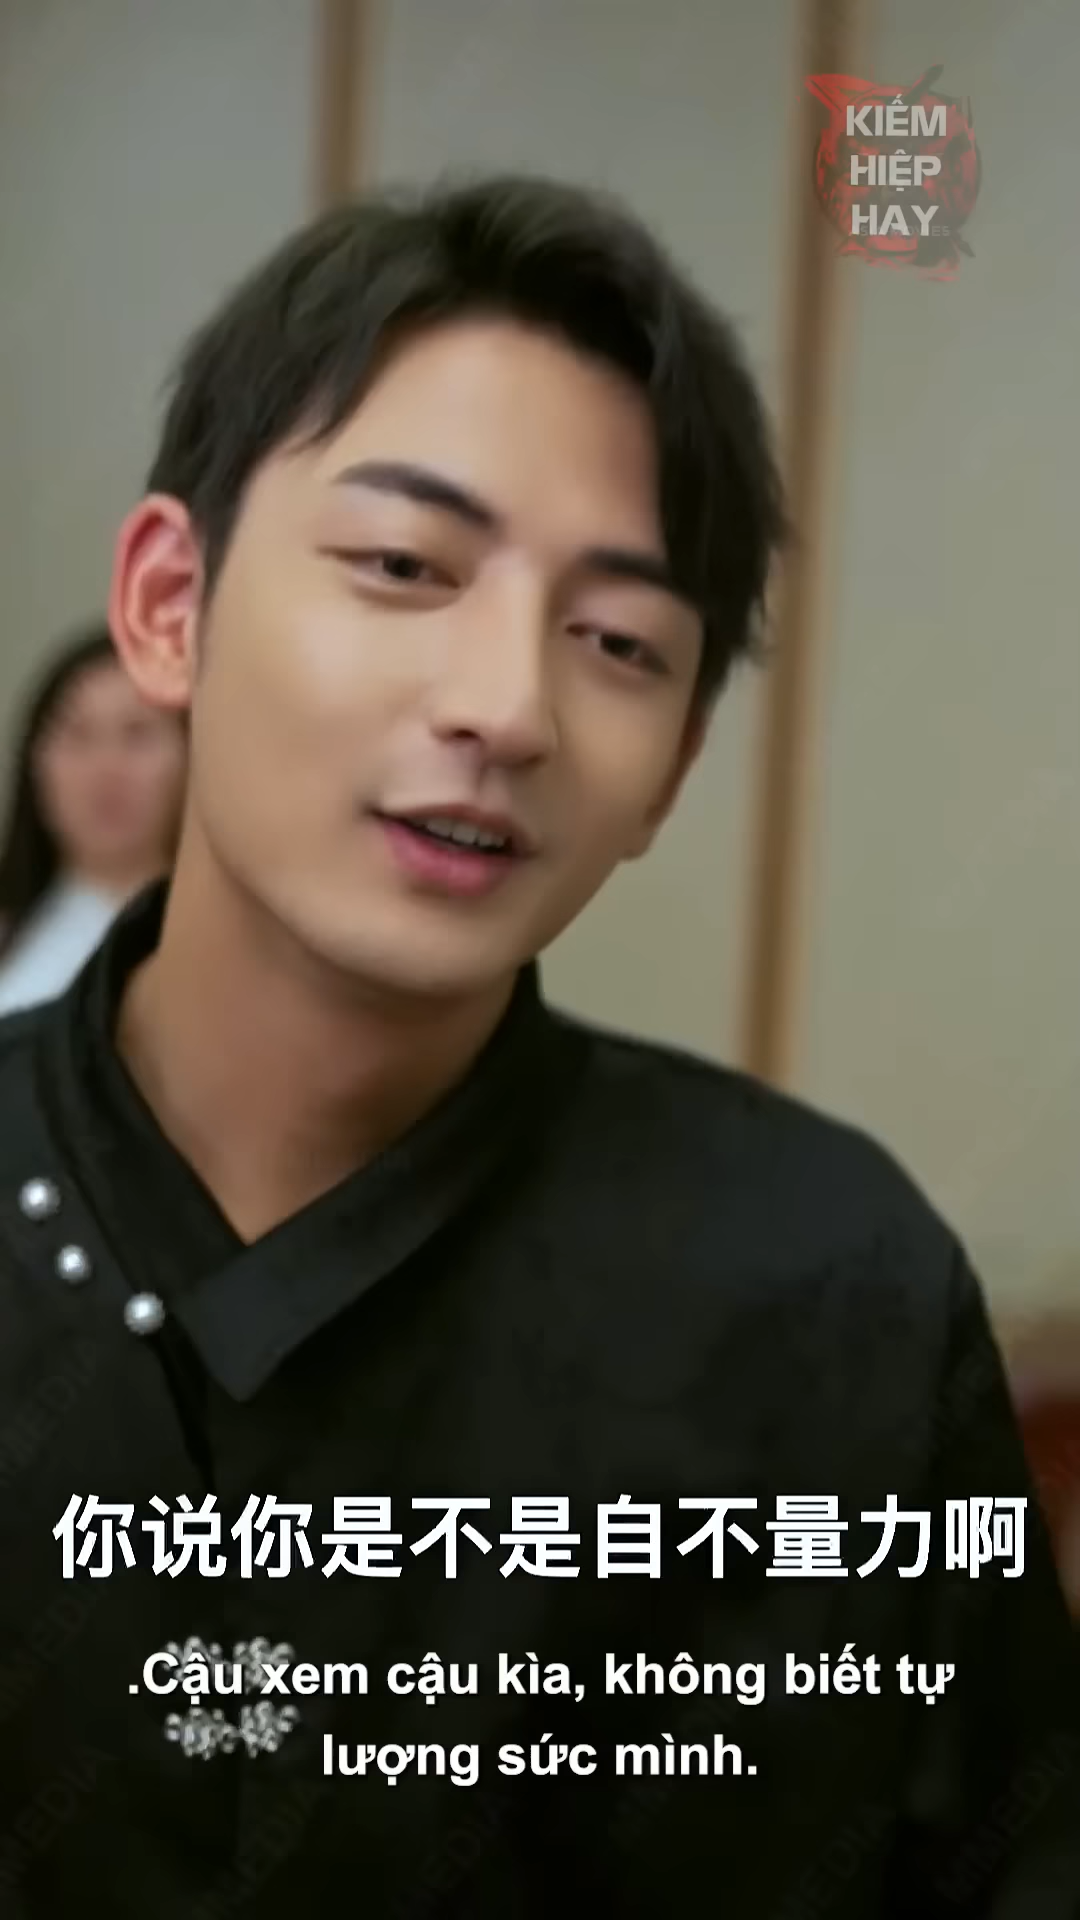 KIẾM
HIỆP
HAY
你说你是不是自不量力啊
.Cậu xem cậu kìa, không biết tự
lượng sức mình.